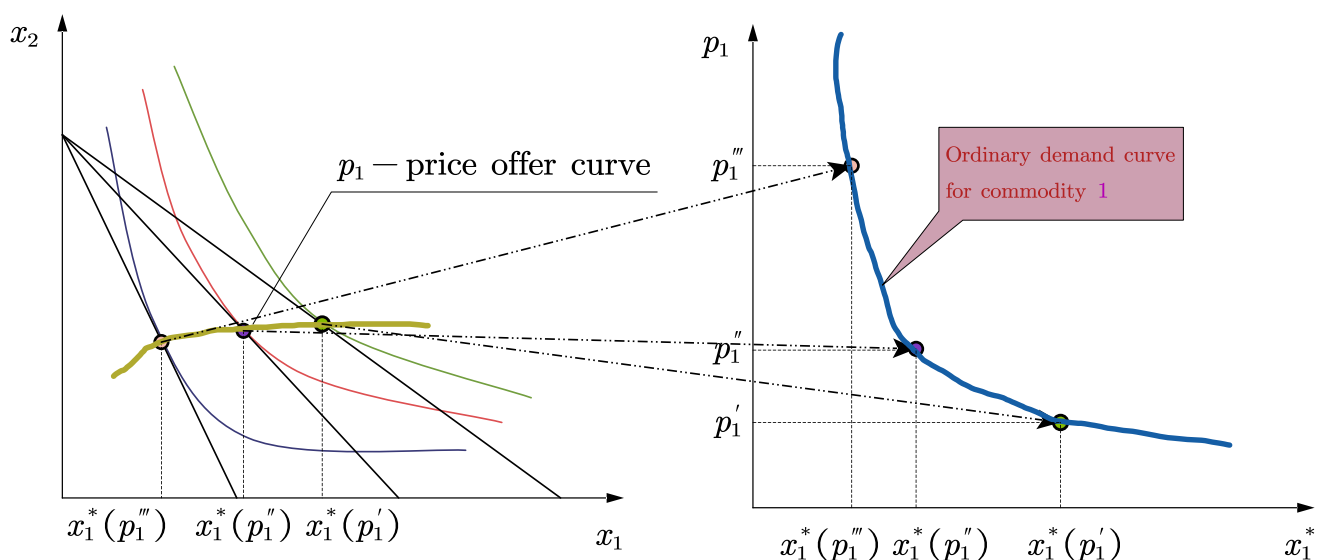 x₂
p₁ – price offer curve
x₁*(p₁''')
x₁*(p₁'')
x₁*(p₁')
x₁
p₁
p₁'''
p₁''
p₁'
Ordinary demand curve
for commodity 1
x₁*(p₁''')
x₁*(p₁'')
x₁*(p₁')
x₁*